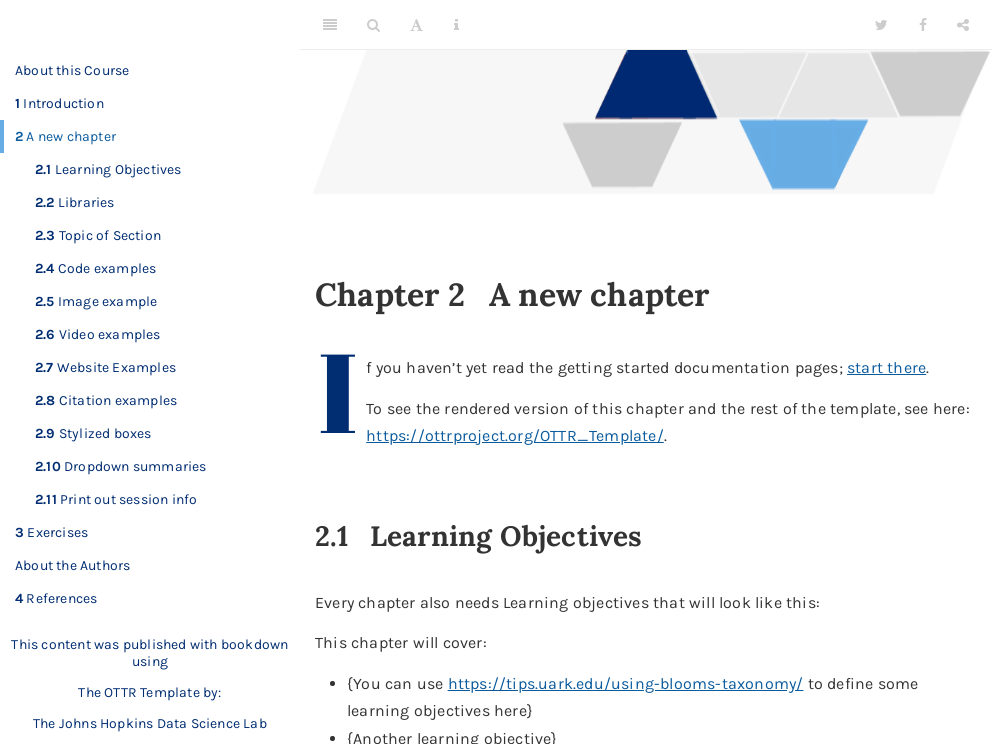 About this Course
1 Introduction
2 A new chapter
2.1 Learning Objectives
2.2 Libraries
2.3 Topic of Section
2.4 Code examples
2.5 Image example
2.6 Video examples
2.7 Website Examples
2.8 Citation examples
2.9 Stylized boxes
2.10 Dropdown summaries
2.11 Print out session info
3 Exercises
About the Authors
4 References
This content was published with bookdown
using
The OTTR Template by:
The Johns Hopkins Data Science Lab
A
Chapter 2 A new chapter
If you haven’t yet read the getting started documentation pages; start there.
To see the rendered version of this chapter and the rest of the template, see here:
https://ottrproject.org/OTTR_Template/.
2.1 Learning Objectives
Every chapter also needs Learning objectives that will look like this:
This chapter will cover:
• {You can use https://tips.uark.edu/using-blooms-taxonomy/ to define some
learning objectives here}
• {Another learning objective}